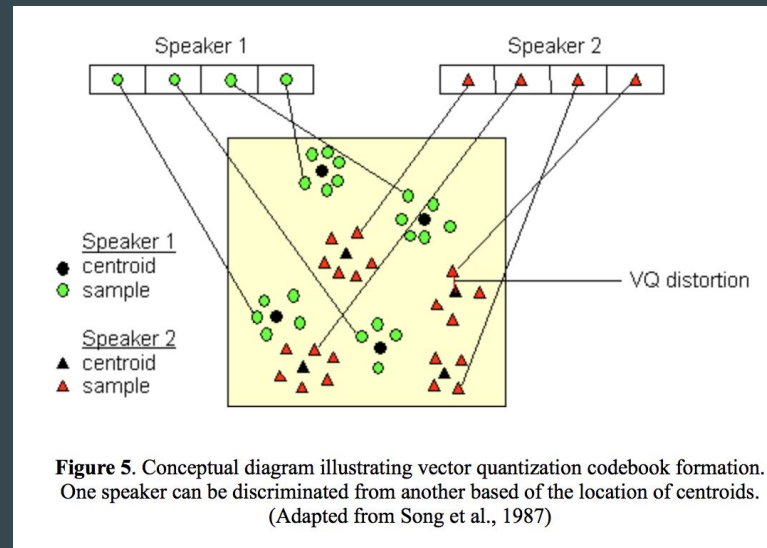 Speaker 1
Speaker 2
Speaker 1
centroid
sample
Speaker 2
centroid
sample
VQ distortion
Figure 5. Conceptual diagram illustrating vector quantization codebook formation.
One speaker can be discriminated from another based of the location of centroids.
(Adapted from Song et al., 1987)